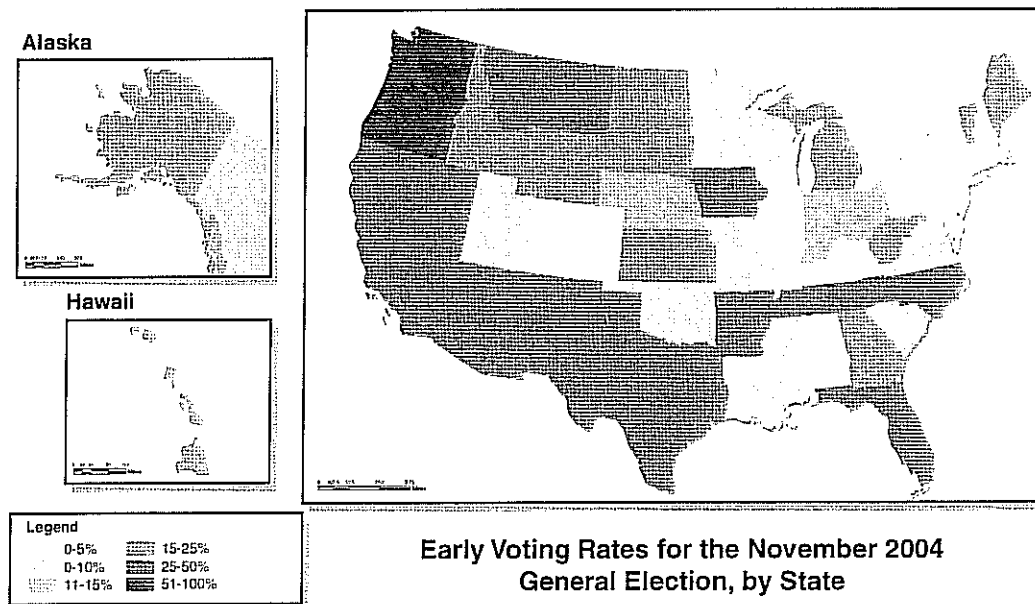 Alaska
Hawaii
Legend
0-5%
0-10%
11-15%
15-25%
25-50%
51-100%
Early Voting Rates for the November 2004
General Election, by State